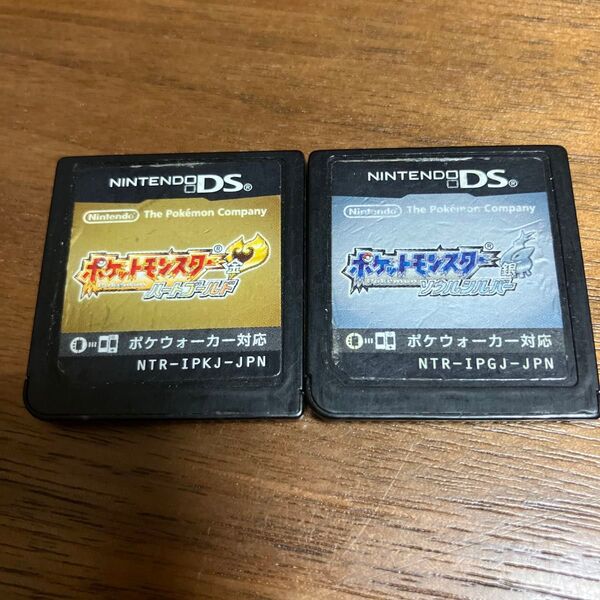 NINTENDO DS®
Nintendo The Pokémon Company
ポケットモンスター®
Pokémon
金
ハートゴールド
ポケウォーカー対応
NTR-IPKJ-JPN
NINTENDO DS®
Nintendo The Pokémon Company
ポケットモンスター®
Pokémon
銀
ソウルシルバー
ポケウォーカー対応
NTR-IPGJ-JPN